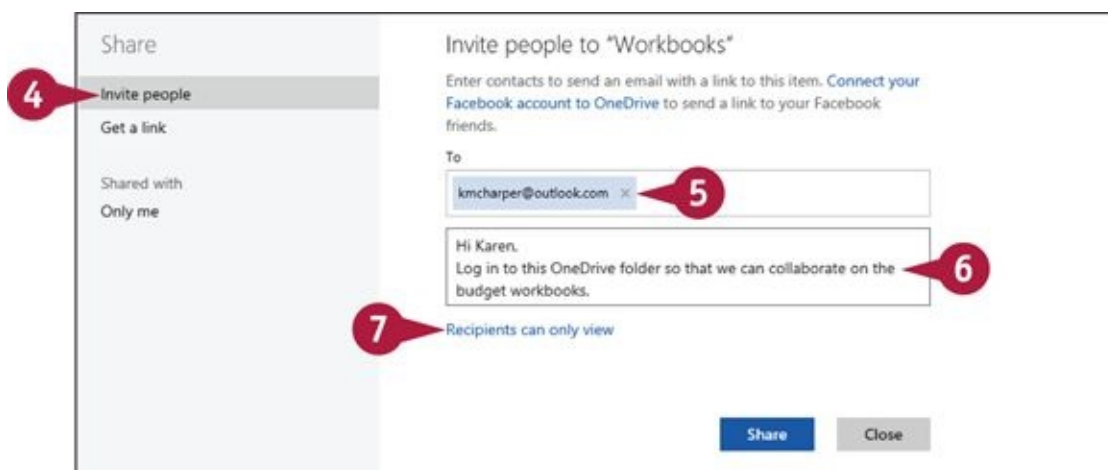 Share
4
Invite people
Get a link
Shared with
Only me
Invite people to "Workbooks"
Enter contacts to send an email with a link to this item. Connect your
Facebook account to OneDrive to send a link to your Facebook
friends.
To
kmcharper@outlook.com ×
5
Hi Karen.
Log in to this OneDrive folder so that we can collaborate on the
budget workbooks.
6
7
Recipients can only view
Share
Close